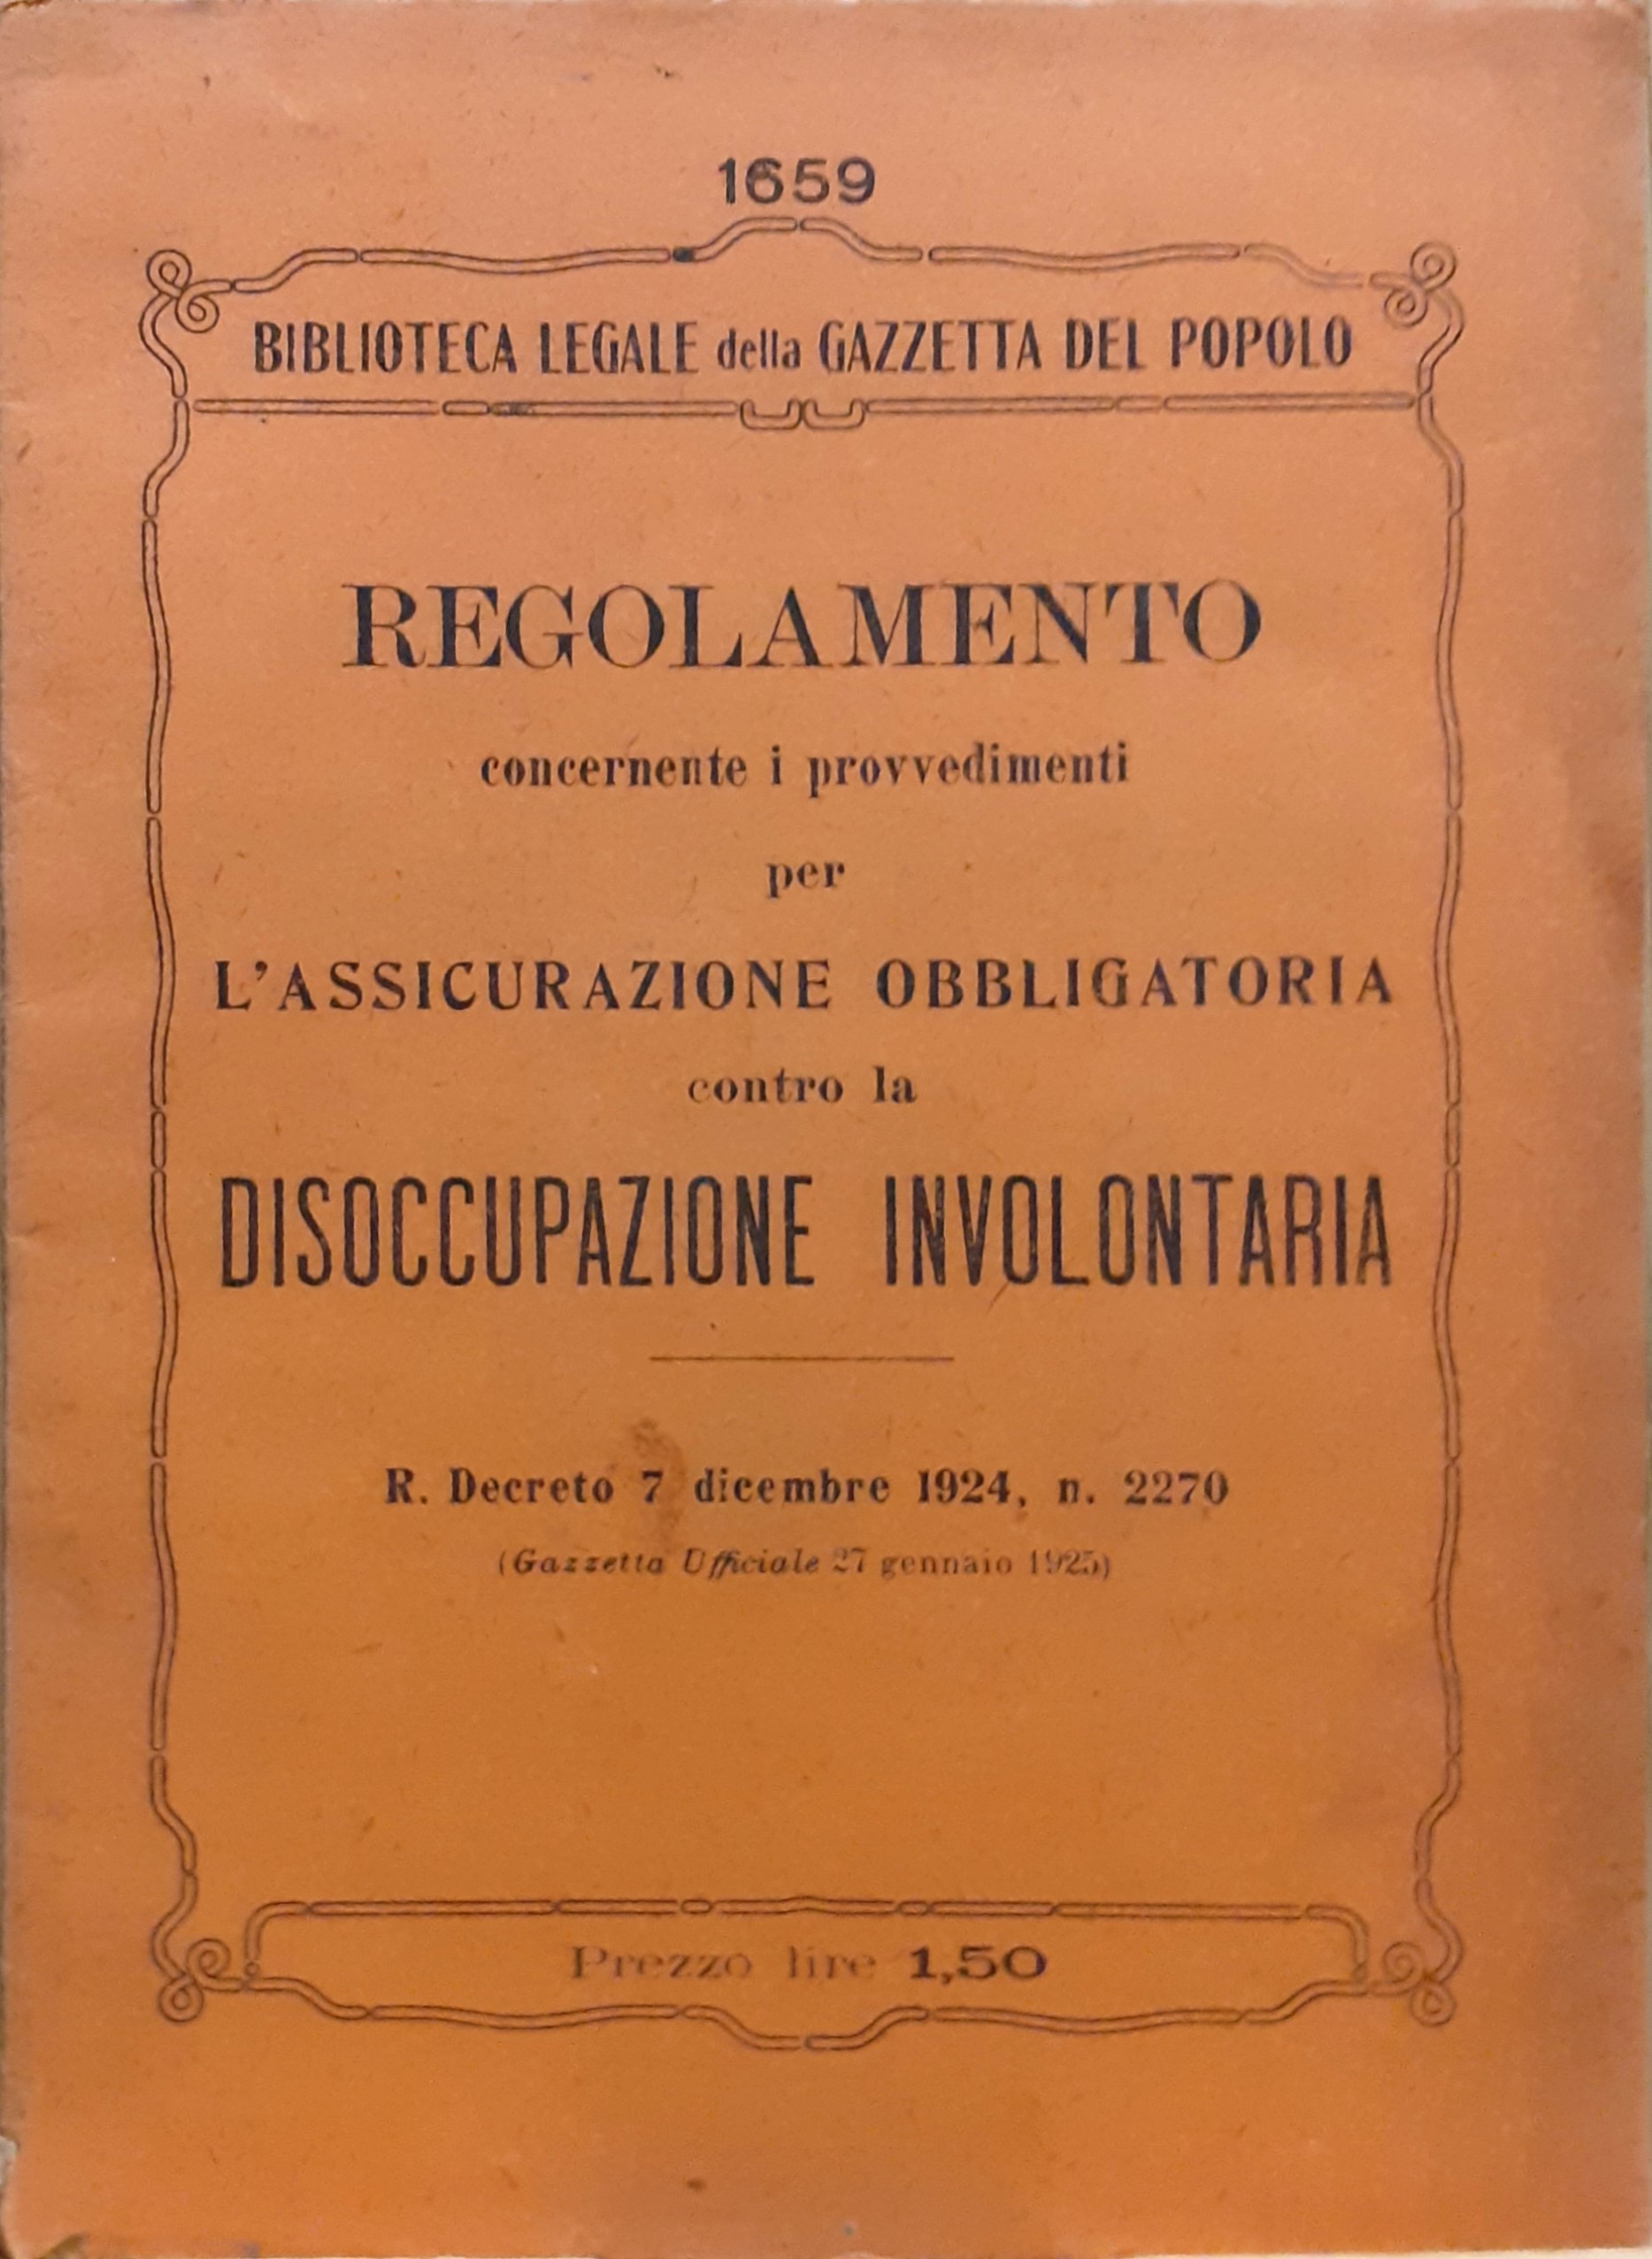 1659
BIBLIOTECA LEGALE della GAZZETTA DEL POPOLO
REGOLAMENTO
concernente i provvedimenti
per
L'ASSICURAZIONE OBBLIGATORIA
contro la
DISOCCUPAZIONE INVOLONTARIA
R. Decreto 7 dicembre 1924, n. 2270
(Gazzetta Ufficiale 27 gennaio 1925)
Prezzo lire 1,50